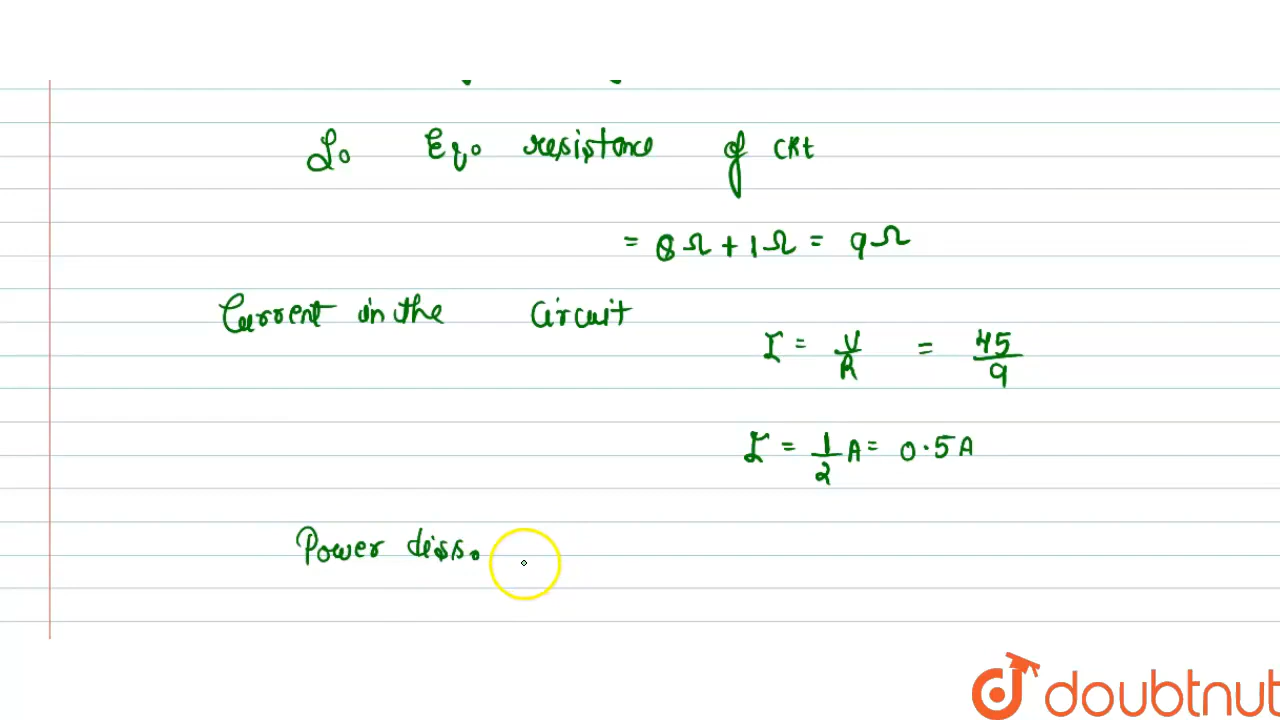 So Eq. resistance of CKt
= 8Ω + 1Ω = 9Ω
Current in the Circuit
I = V/R = 45/9
I = 1/2 A = 0.5 A
Power diss.
doubtnut